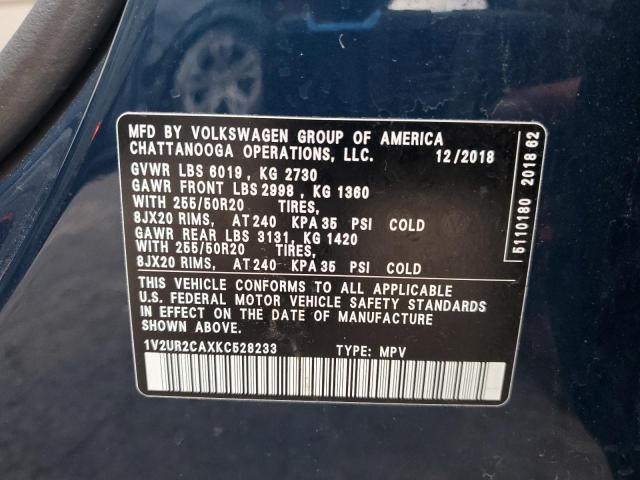 MFD BY VOLKSWAGEN GROUP OF AMERICA
CHATTANOOGA OPERATIONS, LLC. 12/2018
GVWR LBS 6019 , KG 2730
GAWR FRONT LBS 2998 , KG 1360
WITH 255/50R20 TIRES,
8JX20 RIMS, AT 240 KPA 35 PSI COLD
GAWR REAR LBS 3131, KG 1420
WITH 255/50R20 TIRES,
8JX20 RIMS, AT 240 KPA 35 PSI COLD
THIS VEHICLE CONFORMS TO ALL APPLICABLE
U.S. FEDERAL MOTOR VEHICLE SAFETY STANDARDS
IN EFFECT ON THE DATE OF MANUFACTURE
SHOWN ABOVE.
1V2UR2CAXKC528233 TYPE: MPV
5110180 2018 62